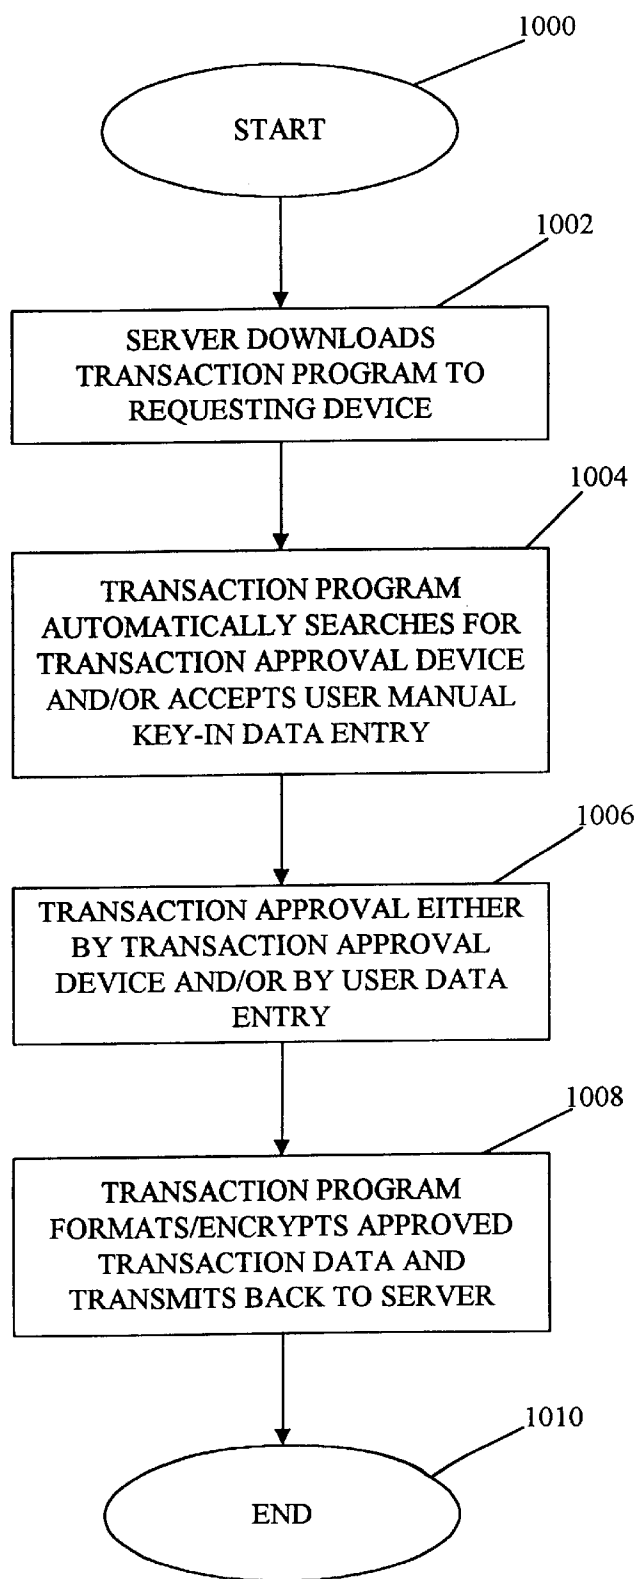 1000
START
1002
SERVER DOWNLOADS
TRANSACTION PROGRAM TO
REQUESTING DEVICE
1004
TRANSACTION PROGRAM
AUTOMATICALLY SEARCHES FOR
TRANSACTION APPROVAL DEVICE
AND/OR ACCEPTS USER MANUAL
KEY-IN DATA ENTRY
1006
TRANSACTION APPROVAL EITHER
BY TRANSACTION APPROVAL
DEVICE AND/OR BY USER DATA
ENTRY
1008
TRANSACTION PROGRAM
FORMATS/ENCRYPTS APPROVED
TRANSACTION DATA AND
TRANSMITS BACK TO SERVER
1010
END